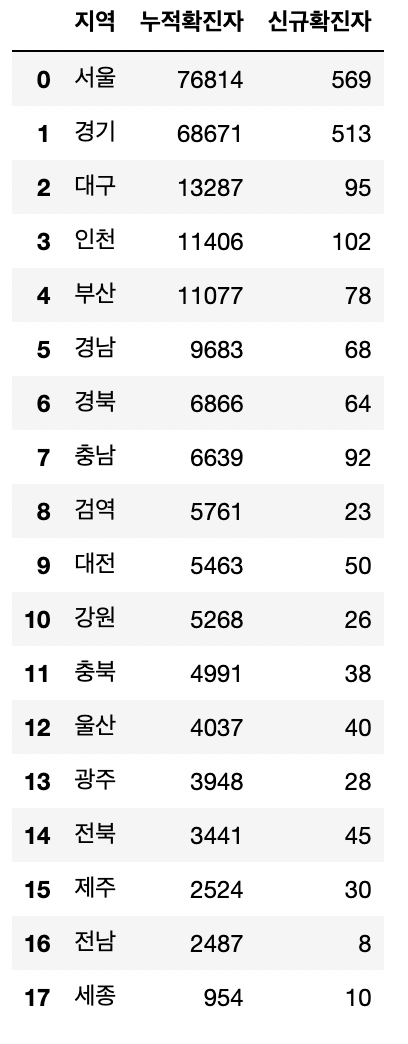 지역 누적확진자 신규확진자
0 서울 76814 569
1 경기 68671 513
2 대구 13287 95
3 인천 11406 102
4 부산 11077 78
5 경남 9683 68
6 경북 6866 64
7 충남 6639 92
8 검역 5761 23
9 대전 5463 50
10 강원 5268 26
11 충북 4991 38
12 울산 4037 40
13 광주 3948 28
14 전북 3441 45
15 제주 2524 30
16 전남 2487 8
17 세종 954 10